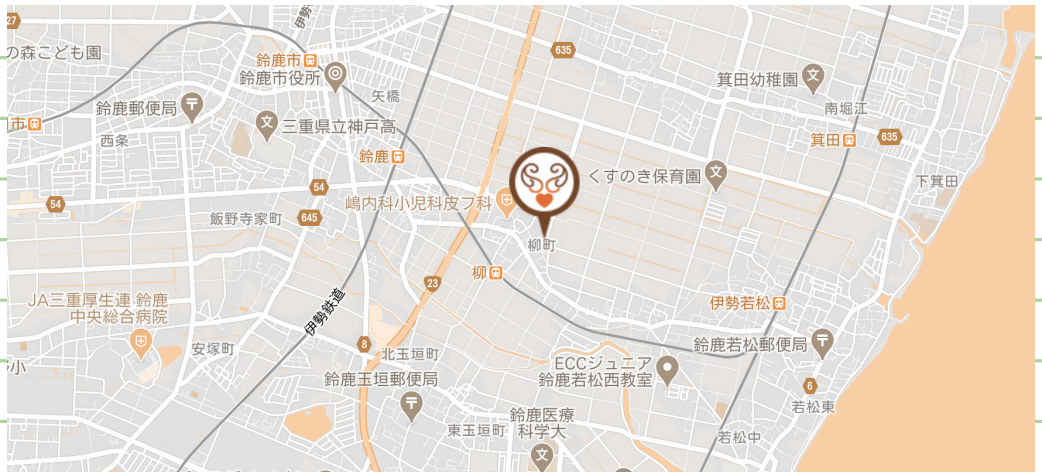 伊勢
27
635
の森こども園
鈴鹿市
鈴鹿市役所
箕田幼稚園
矢橋
鈴鹿郵便局
南堀江
市
三重県立神戸高
635
西条
箕田
鈴鹿
くすのき保育園
下箕田
54
54
嶋内科小児科皮フ科
飯野寺家町
645
柳町
柳
23
JA三重厚生連 鈴鹿
中央総合病院
伊勢鉄道
伊勢若松
8
安塚町
北玉垣町
鈴鹿若松郵便局
ECCジュニア
鈴鹿若松西教室
鈴鹿玉垣郵便局
6
若松東
鈴鹿医療
科学大
東玉垣町
若松中